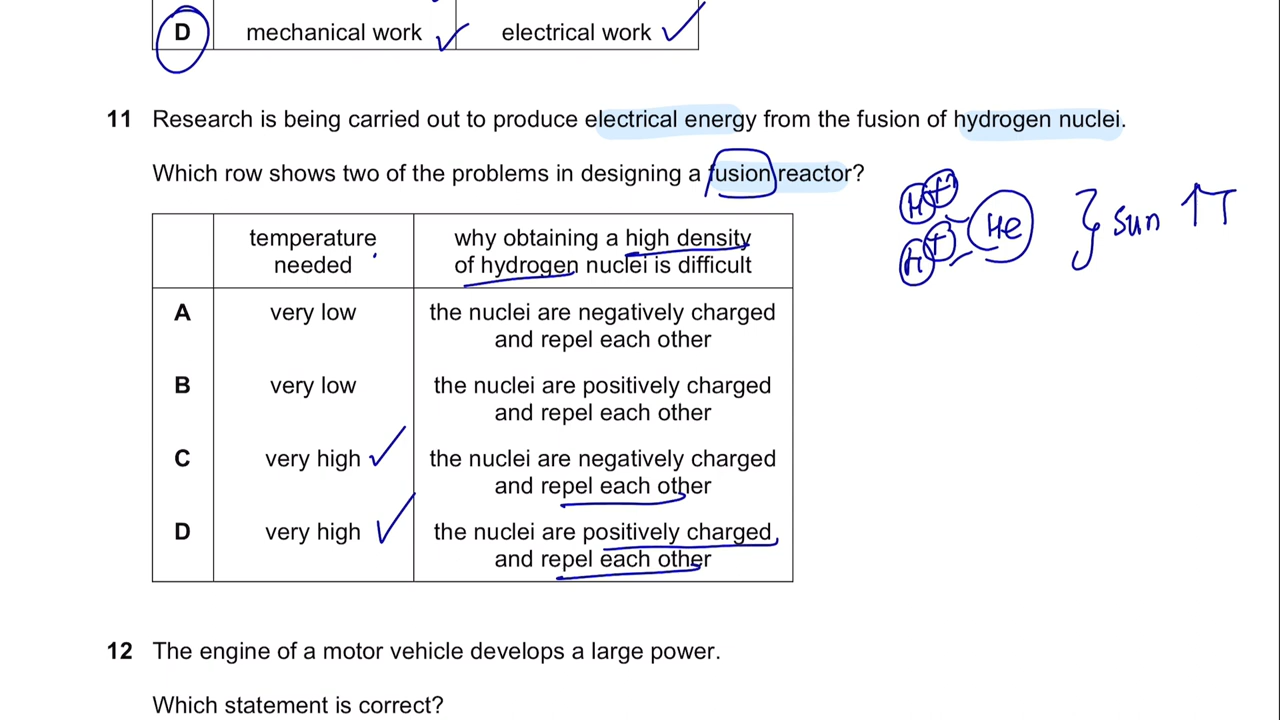 D mechanical work electrical work
11 Research is being carried out to produce electrical energy from the fusion of hydrogen nuclei.
Which row shows two of the problems in designing a fusion reactor?
H + H + He } Sun ↑T
temperature needed why obtaining a high density of hydrogen nuclei is difficult
A very low the nuclei are negatively charged
and repel each other
B very low the nuclei are positively charged
and repel each other
C very high the nuclei are negatively charged
and repel each other
D very high the nuclei are positively charged
and repel each other
12 The engine of a motor vehicle develops a large power.
Which statement is correct?